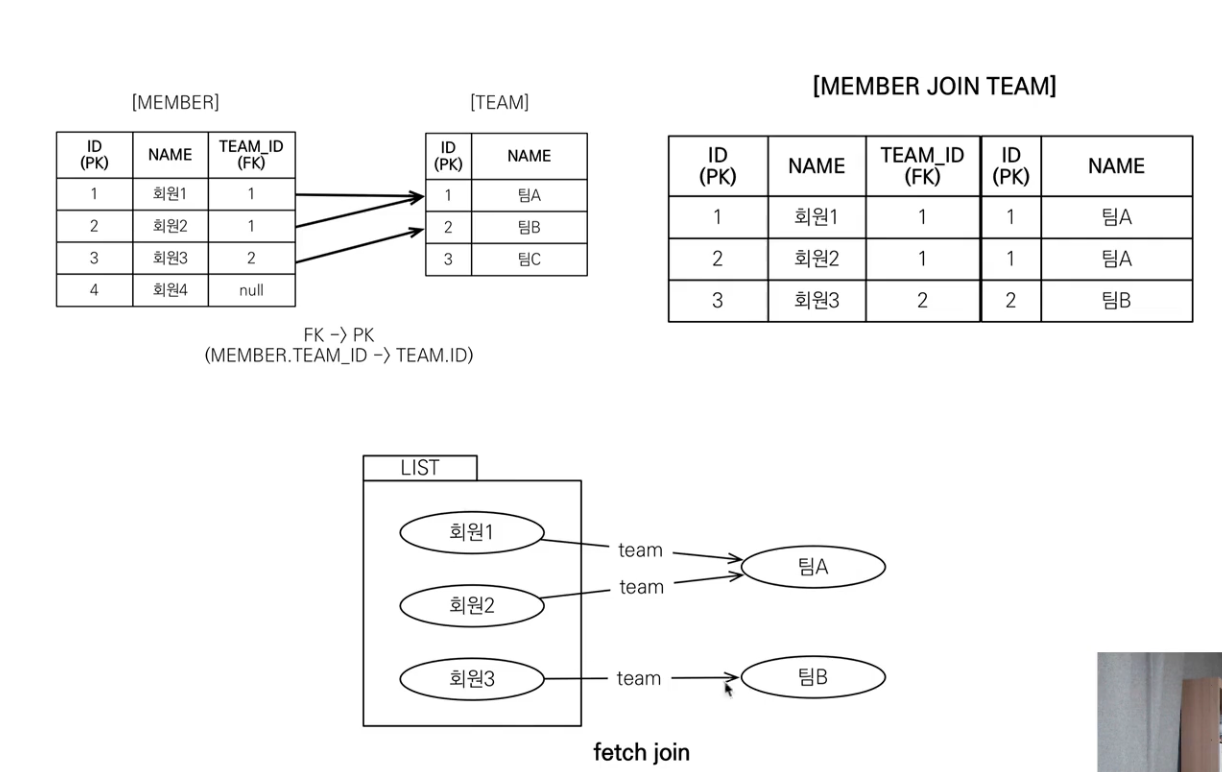 [MEMBER]
ID
(PK)
NAME
TEAM_ID
(FK)
1 회원1 1
2 회원2 1
3 회원3 2
4 회원4 null
[TEAM]
ID
(PK)
NAME
1 팀A
2 팀B
3 팀C
FK -> PK
(MEMBER.TEAM_ID -> TEAM.ID)
[MEMBER JOIN TEAM]
ID
(PK)
NAME
TEAM_ID
(FK)
ID
(PK)
NAME
1 회원1 1 1 팀A
2 회원2 1 1 팀A
3 회원3 2 2 팀B
LIST
회원1
team
팀A
회원2
team
회원3
team
팀B
fetch join